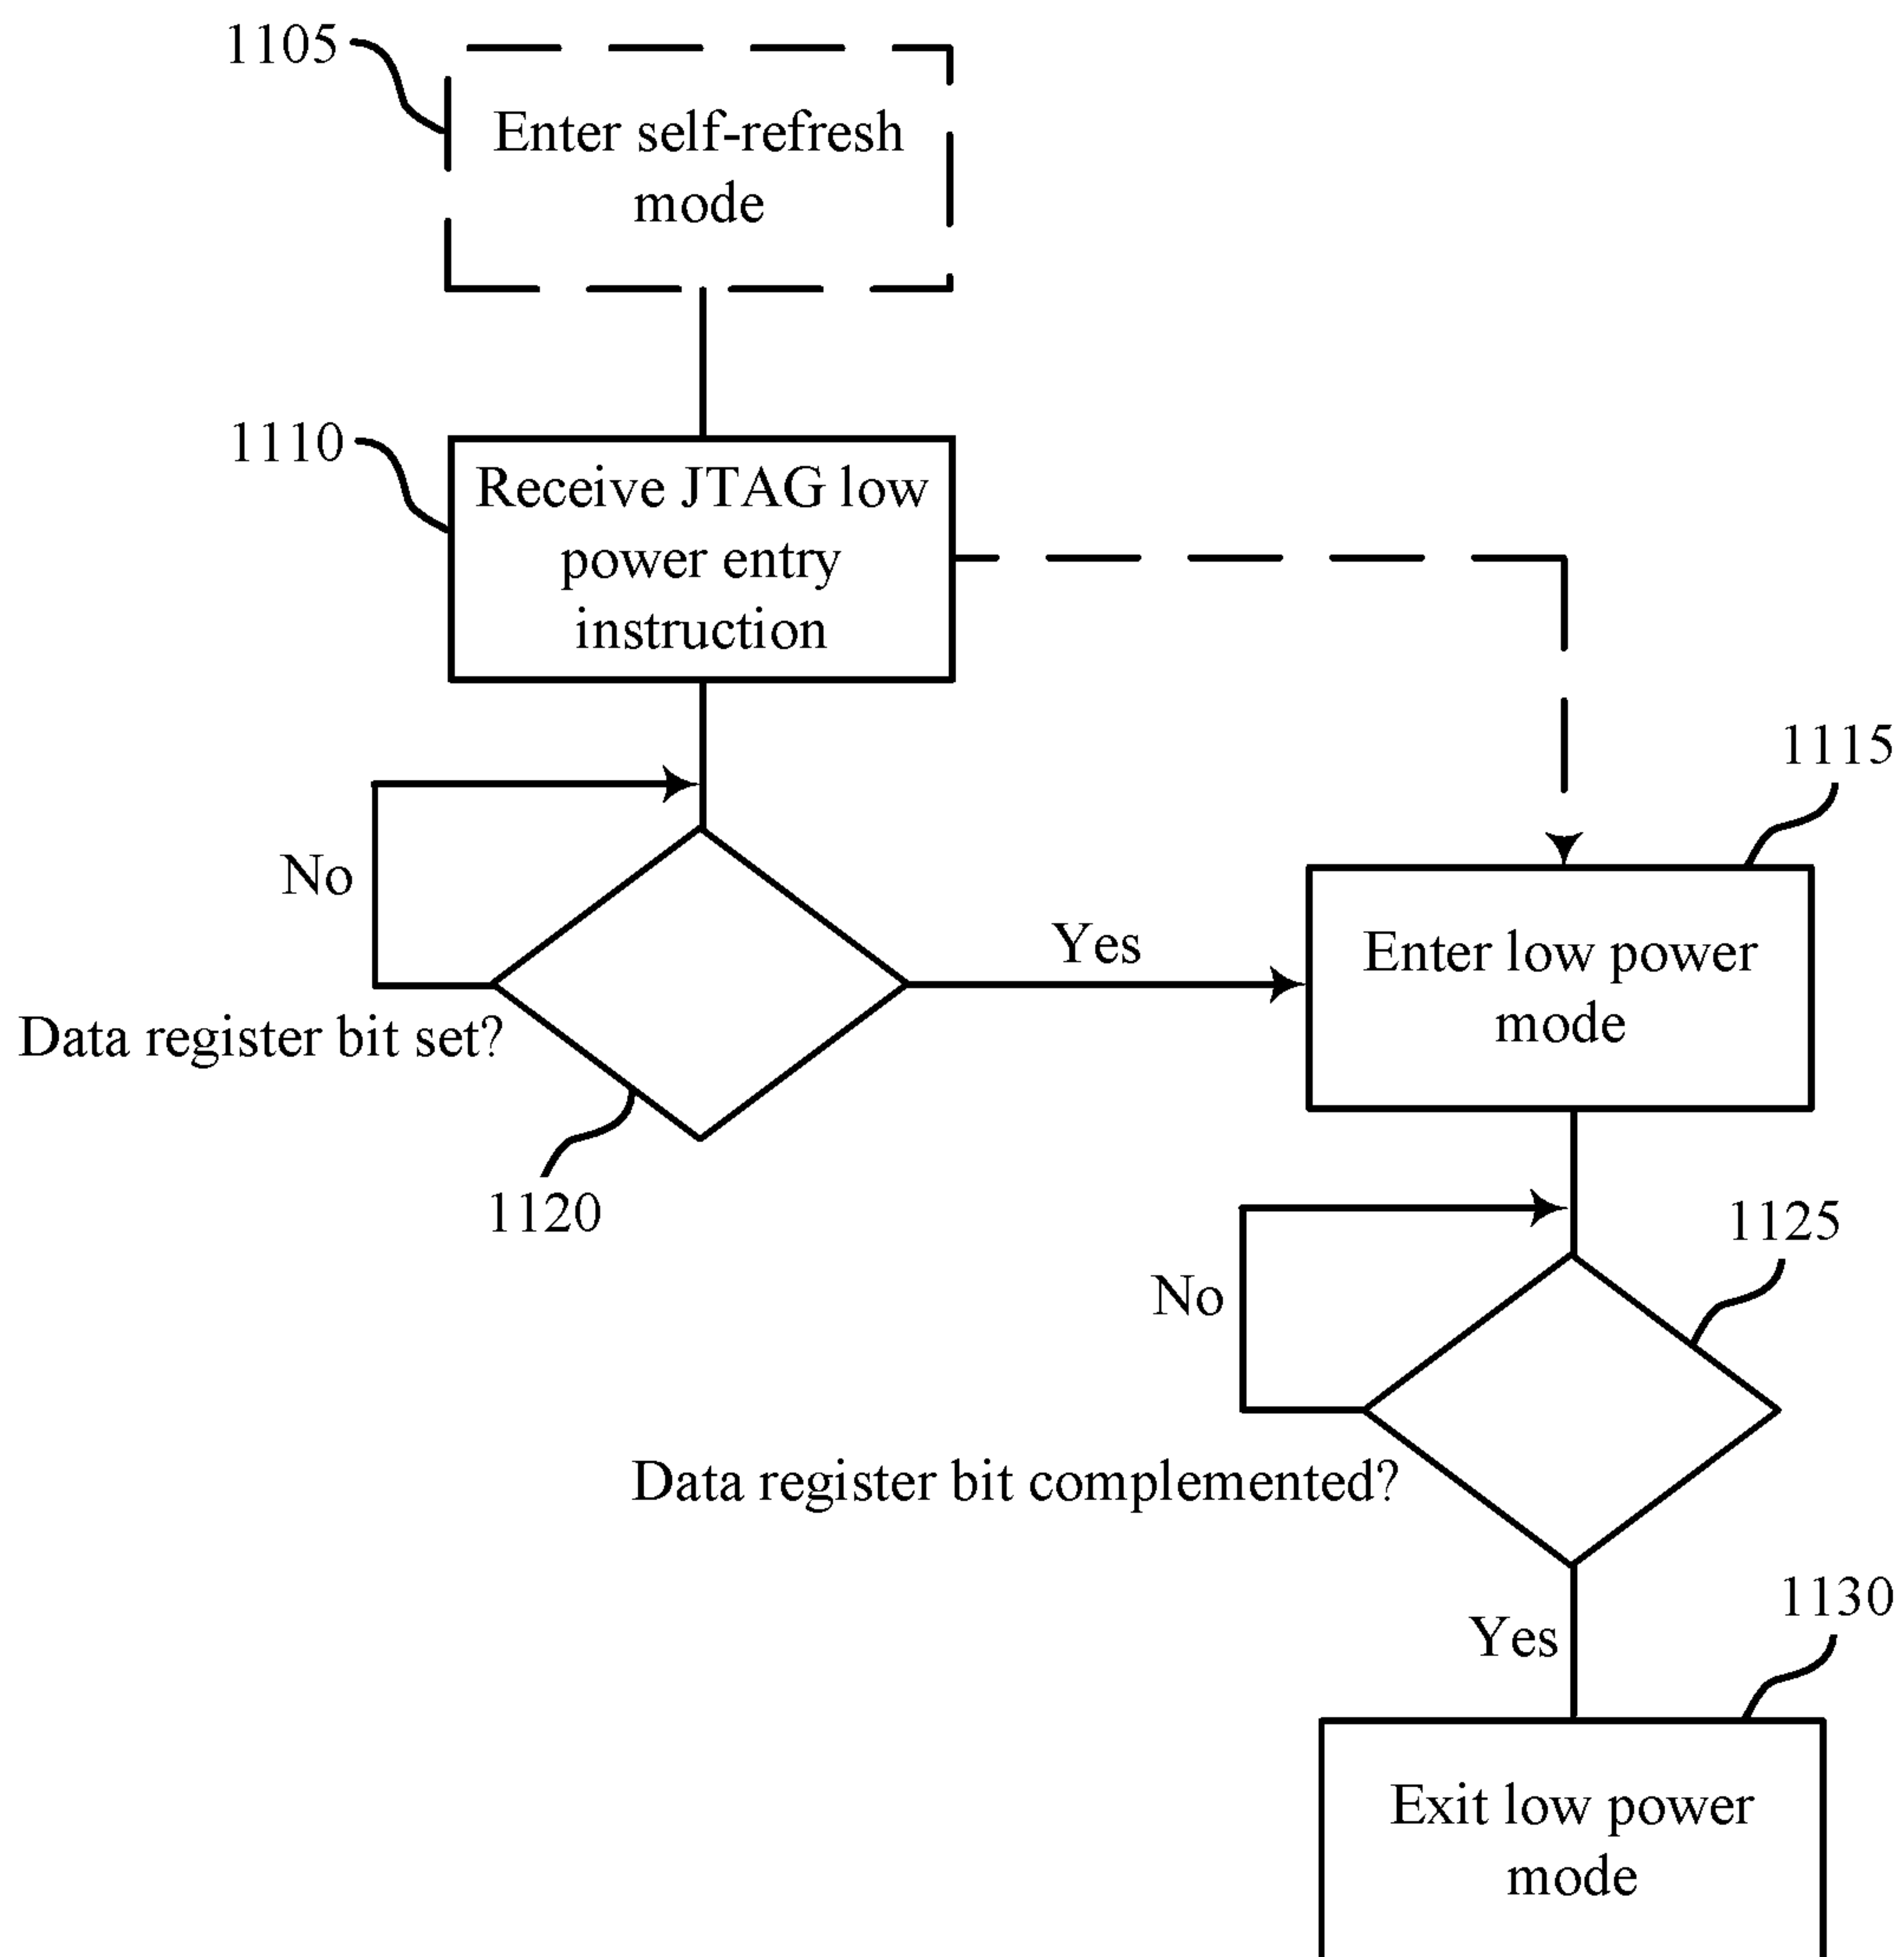 1105
Enter self-refresh
mode
1110
Receive JTAG low
power entry
instruction
1115
No
Yes
Enter low power
mode
Data register bit set?
1120
1125
No
Data register bit complemented?
1130
Yes
Exit low power
mode